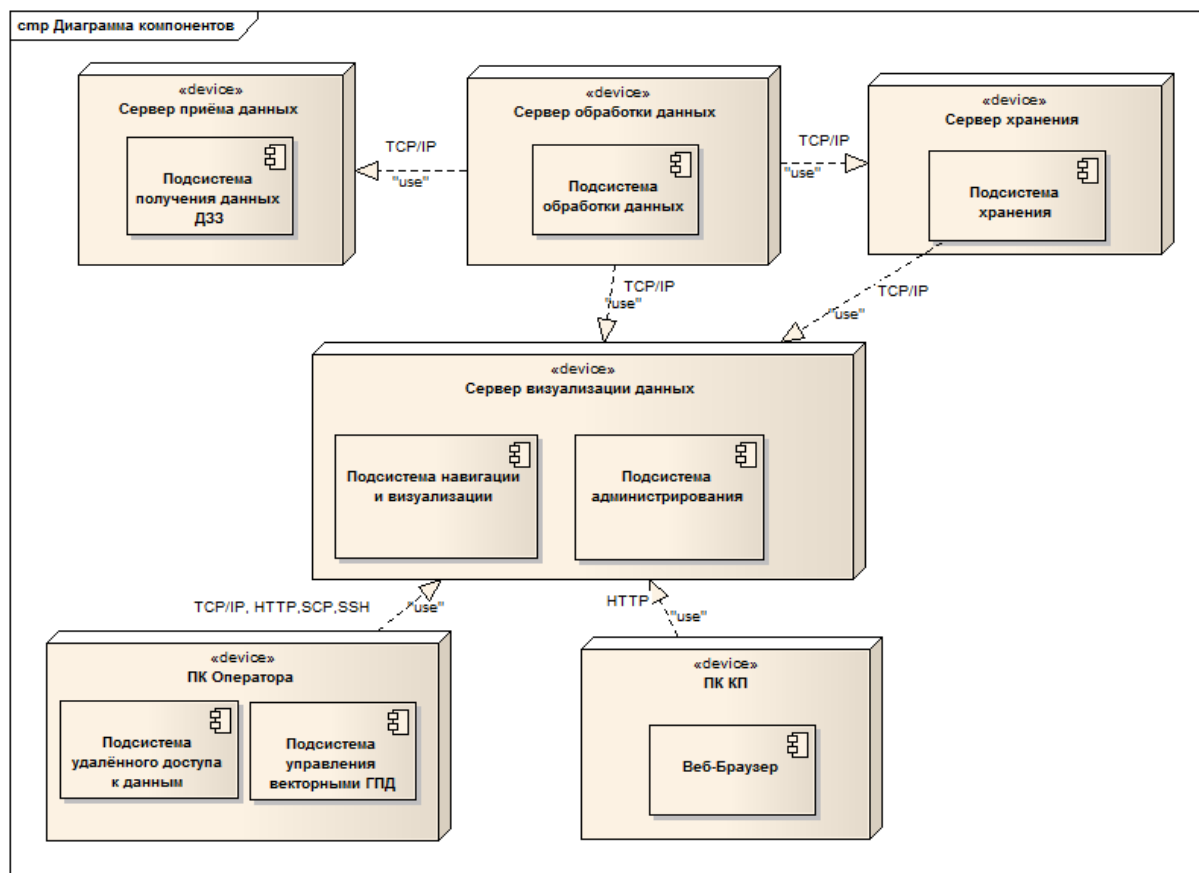 cmp Диаграмма компонентов
«device»
Сервер приёма данных
Подсистема
получения данных
ДЗЗ
TCP/IP
"use"
«device»
Сервер обработки данных
Подсистема
обработки данных
TCP/IP
"use"
«device»
Сервер хранения
Подсистема
хранения
TCP/IP
"use"
TCP/IP
"use"
«device»
Сервер визуализации данных
Подсистема навигации
и визуализации
Подсистема
администрирования
TCP/IP, HTTP,SCP,SSH
"use"
HTTP
"use"
«device»
ПК Оператора
Подсистема
удалённого доступа
к данным
Подсистема
управления
векторными ГПД
«device»
ПК КП
Веб-Браузер